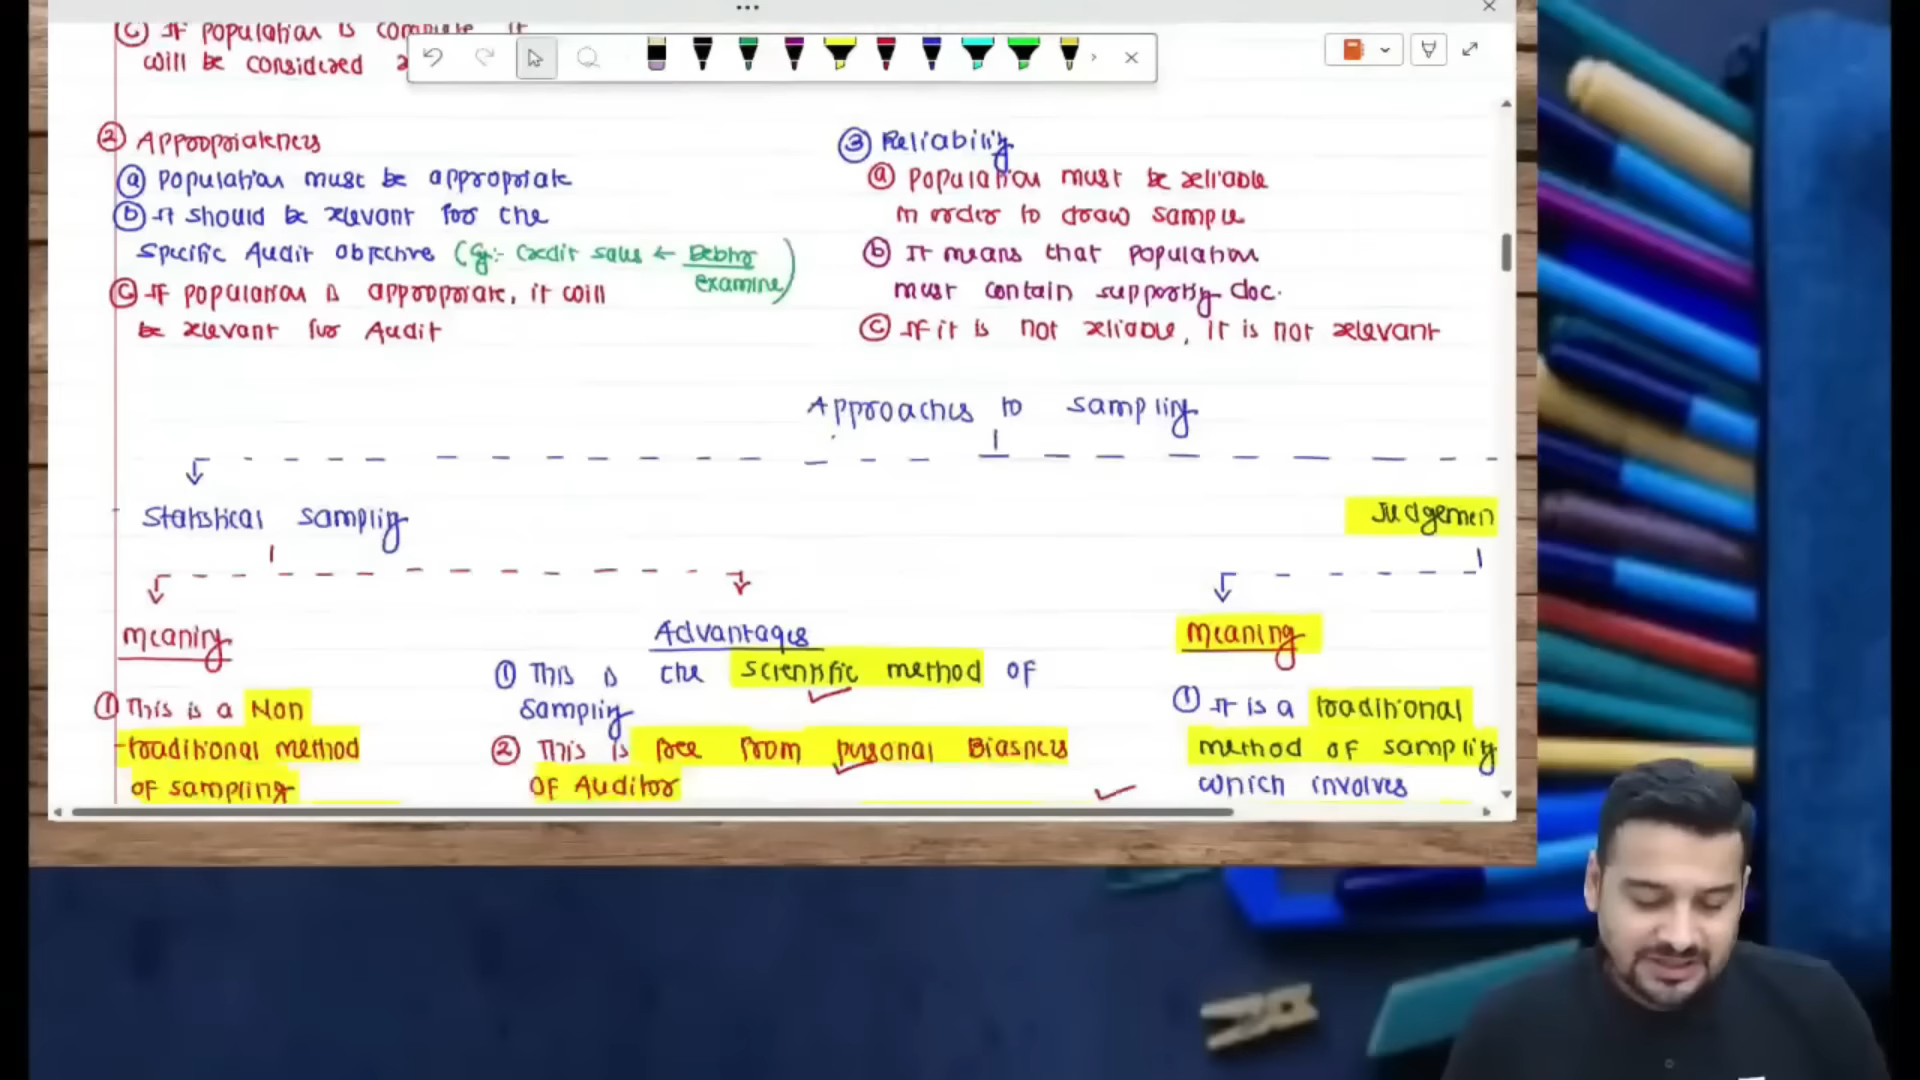 C If population is complete it
will be considered
2 Appropriateness
a Population must be appropriate
b It should be relevant for the
Specific Audit Objective (Eg:- Credit sales ← Debtor
examine)
C If population is appropriate, it will
be relevant for Audit
3 Reliability
a Population must be reliable
in order to draw sample
b It means that population
must contain supporting doc.
C If it is not reliable, it is not relevant
Approaches to sampling
Statistical sampling
Judgemen
Meaning
1 This is a Non
traditional method
of sampling
Advantages
1 This is the scientific method of
sampling
2 This is free from personal Biasness
OF Auditor
Meaning
1 It is a traditional
method of sampling
which involves